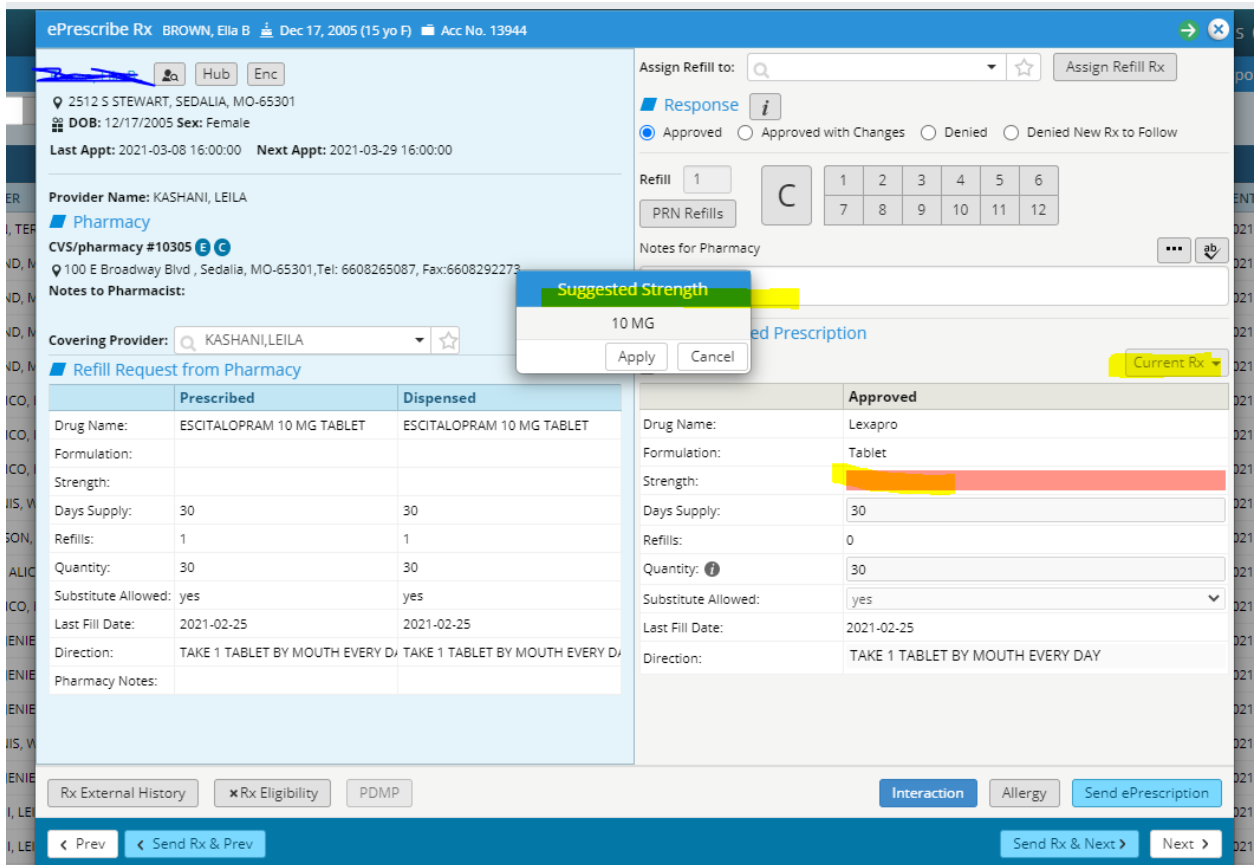 ePrescribe Rx BROWN, Ella B Dec 17, 2005 (15 yo F) Acc No. 13944
Hub Enc
2512 S STEWART, SEDALIA, MO-65301
DOB: 12/17/2005 Sex: Female
Last Appt: 2021-03-08 16:00:00 Next Appt: 2021-03-29 16:00:00
Provider Name: KASHANI, LEILA
Pharmacy
CVS/pharmacy #10305 E C
100 E Broadway Blvd , Sedalia, MO-65301,Tel: 6608265087, Fax:6608292273
Notes to Pharmacist:
Covering Provider: KASHANI,LEILA
Refill Request from Pharmacy
Prescribed Dispensed
Drug Name: ESCITALOPRAM 10 MG TABLET ESCITALOPRAM 10 MG TABLET
Formulation:
Strength:
Days Supply: 30 30
Refills: 1 1
Quantity: 30 30
Substitute Allowed: yes yes
Last Fill Date: 2021-02-25 2021-02-25
Direction: TAKE 1 TABLET BY MOUTH EVERY DA TAKE 1 TABLET BY MOUTH EVERY DA
Pharmacy Notes:
Assign Refill to: Assign Refill Rx
Response i
Approved Approved with Changes Denied Denied New Rx to Follow
Refill 1
PRN Refills
C
1 2 3 4 5 6
7 8 9 10 11 12
Notes for Pharmacy
Suggested Strength
10 MG
Apply Cancel
ed Prescription
Current Rx
Approved
Drug Name: Lexapro
Formulation: Tablet
Strength:
Days Supply: 30
Refills: 0
Quantity: 30
Substitute Allowed: yes
Last Fill Date: 2021-02-25
Direction: TAKE 1 TABLET BY MOUTH EVERY DAY
Rx External History Rx Eligibility PDMP
Interaction Allergy Send ePrescription
Prev Send Rx & Prev
Send Rx & Next Next